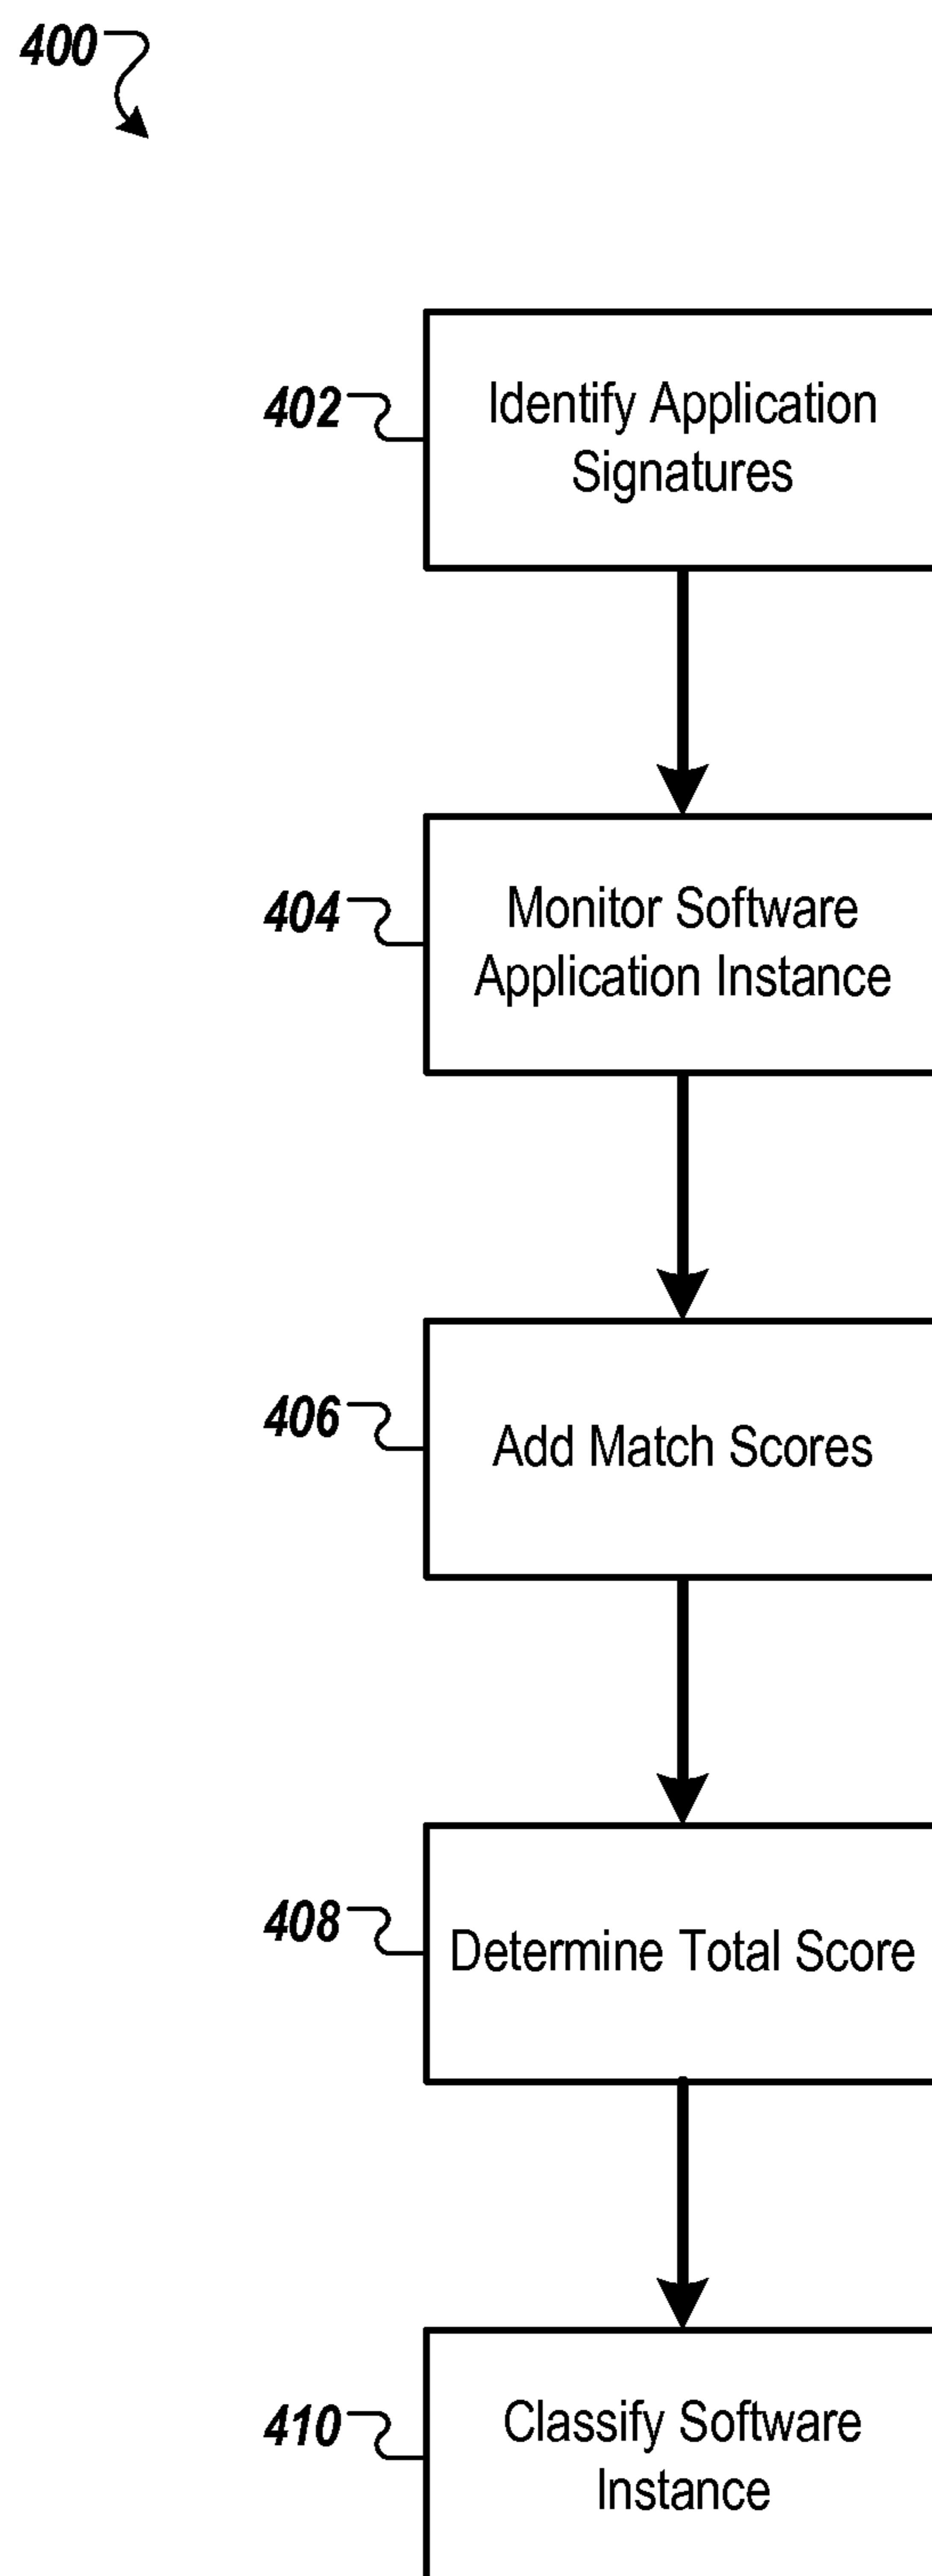 400
402
Identify Application
Signatures
404
Monitor Software
Application Instance
406
Add Match Scores
408
Determine Total Score
410
Classify Software
Instance